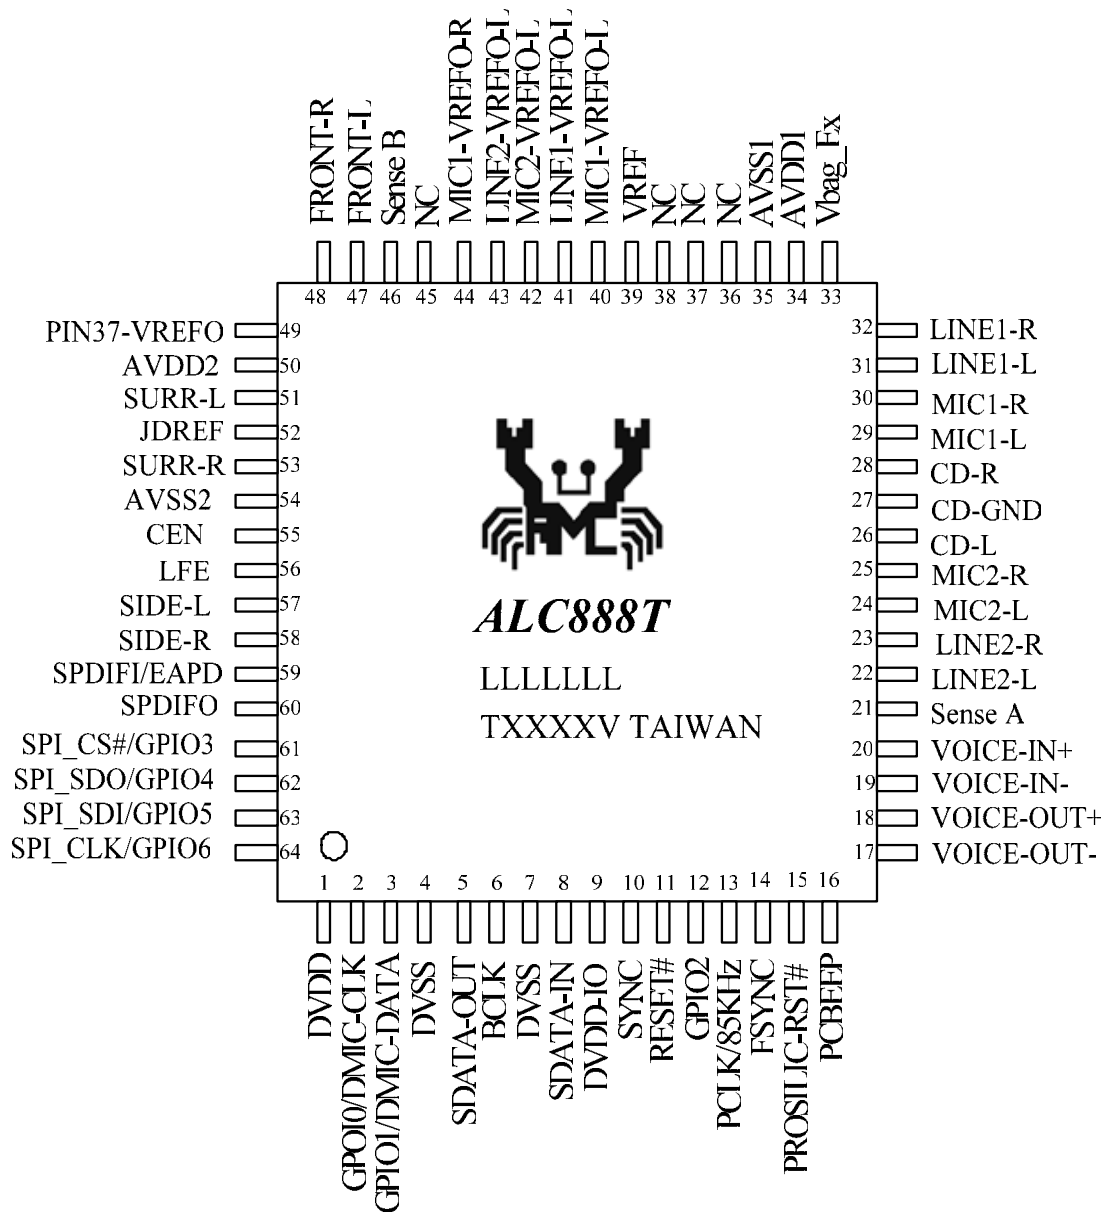 FRONT-R
FRONT-L
Sense B
NC
MIC1-VREFO-R
LINE2-VREFO-L
MIC2-VREFO-L
LINE1-VREFO-L
MIC1-VREFO-L
VREF
NC
NC
NC
AVSS1
AVDD1
Vbag_Ex
48 47 46 45 44 43 42 41 40 39 38 37 36 35 34 33
PIN37-VREFO 49
AVDD2 50
SURR-L 51
JDREF 52
SURR-R 53
AVSS2 54
CEN 55
LFE 56
SIDE-L 57
SIDE-R 58
SPDIFI/EAPD 59
SPDIFO 60
SPI_CS#/GPIO3 61
SPI_SDO/GPIO4 62
SPI_SDI/GPIO5 63
SPI_CLK/GPIO6 64
ALC888T
LLLLLLL
TXXXXV TAIWAN
32 LINE1-R
31 LINE1-L
30 MIC1-R
29 MIC1-L
28 CD-R
27 CD-GND
26 CD-L
25 MIC2-R
24 MIC2-L
23 LINE2-R
22 LINE2-L
21 Sense A
20 VOICE-IN+
19 VOICE-IN-
18 VOICE-OUT+
17 VOICE-OUT-
1 2 3 4 5 6 7 8 9 10 11 12 13 14 15 16
DVDD
GPOI0/DMIC-CLK
GPIO1/DMIC-DATA
DVSS
SDATA-OUT
BCLK
DVSS
SDATA-IN
DVDD-IO
SYNC
RESET#
GPIO2
PCLK/85KHz
FSYNC
PROSILIC-RST#
PCBEEP